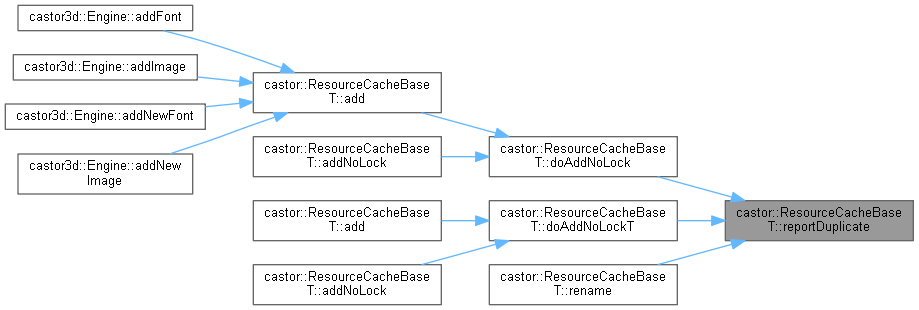 castor3d::Engine::addFont
castor3d::Engine::addImage
castor3d::Engine::addNewFont
castor3d::Engine::addNew
Image
castor::ResourceCacheBase
T::add
castor::ResourceCacheBase
T::addNoLock
castor::ResourceCacheBase
T::add
castor::ResourceCacheBase
T::addNoLock
castor::ResourceCacheBase
T::doAddNoLock
castor::ResourceCacheBase
T::doAddNoLockT
castor::ResourceCacheBase
T::rename
castor::ResourceCacheBase
T::reportDuplicate